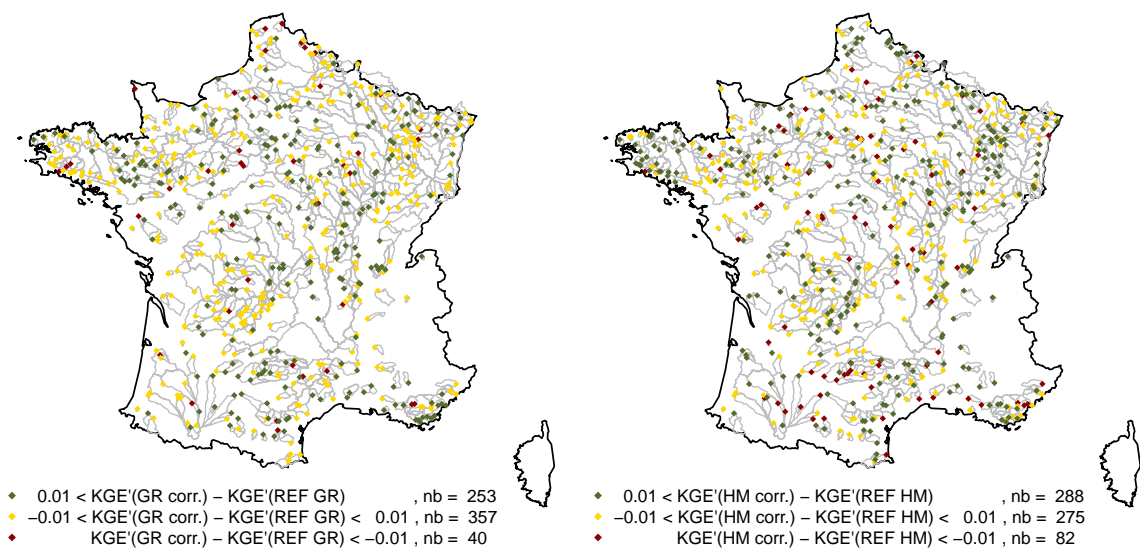 0.01 < KGE'(GR corr.) − KGE'(REF GR) , nb = 253
−0.01 < KGE'(GR corr.) − KGE'(REF GR) < 0.01 , nb = 357
KGE'(GR corr.) − KGE'(REF GR) < −0.01 , nb = 40
0.01 < KGE'(HM corr.) − KGE'(REF HM) , nb = 288
−0.01 < KGE'(HM corr.) − KGE'(REF HM) < 0.01 , nb = 275
KGE'(HM corr.) − KGE'(REF HM) < −0.01 , nb = 82